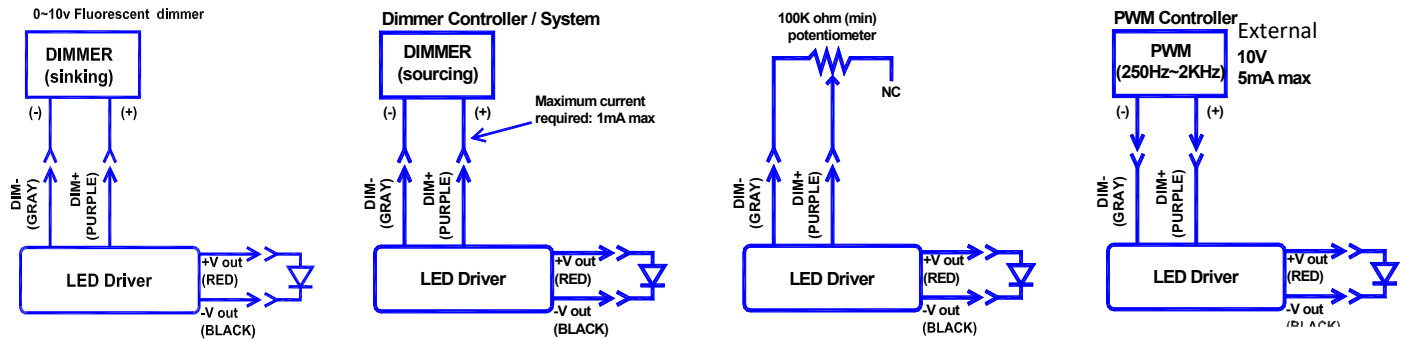 0~10v Fluorescent dimmer
DIMMER
(sinking)
(-)
(+)
DIM-
(GRAY)
DIM+
(PURPLE)
LED Driver
+V out
(RED)
-V out
(BLACK)
Dimmer Controller / System
DIMMER
(sourcing)
(-)
(+)
Maximum current
required: 1mA max
DIM-
(GRAY)
DIM+
(PURPLE)
LED Driver
+V out
(RED)
-V out
(BLACK)
100K ohm (min)
potentiometer
NC
DIM-
(GRAY)
DIM+
(PURPLE)
LED Driver
+V out
(RED)
-V out
(BLACK)
PWM Controller
External
PWM
(250Hz~2KHz)
10V
5mA max
(-)
(+)
DIM-
(GRAY)
DIM+
(PURPLE)
LED Driver
+V out
(RED)
-V out
(BLACK)